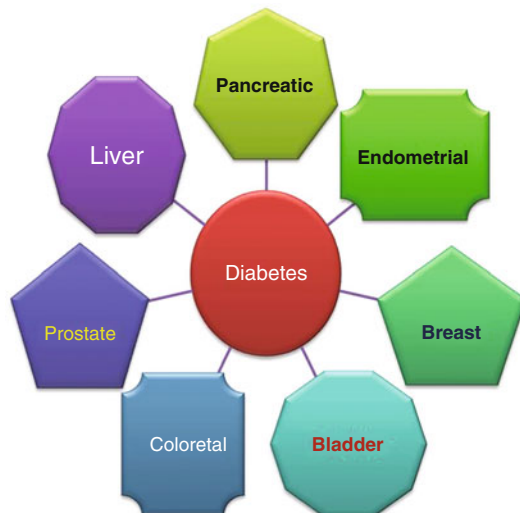 Pancreatic
Liver
Endometrial
Diabetes
Prostate
Breast
Coloretal
Bladder